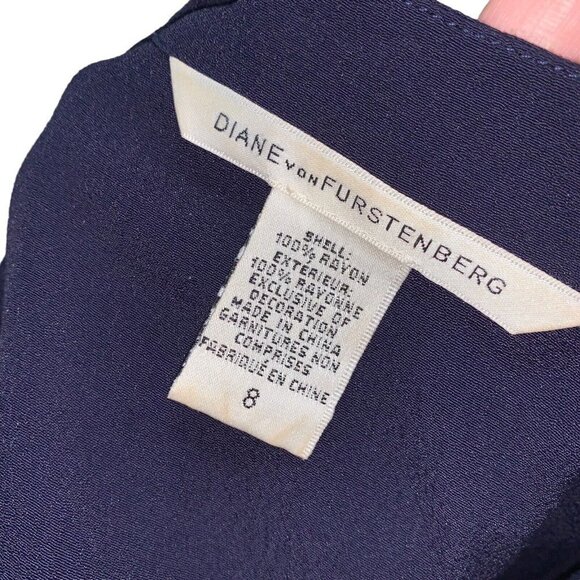 DIANE VON FURSTENBERG
SHELL:
100% RAYON
EXTERIEUR:
100% RAYONNE
EXCLUSIVE OF
DECORATION
MADE IN CHINA
GARNITURES NON
COMPRISES
FABRIQUÉ EN CHINE
8